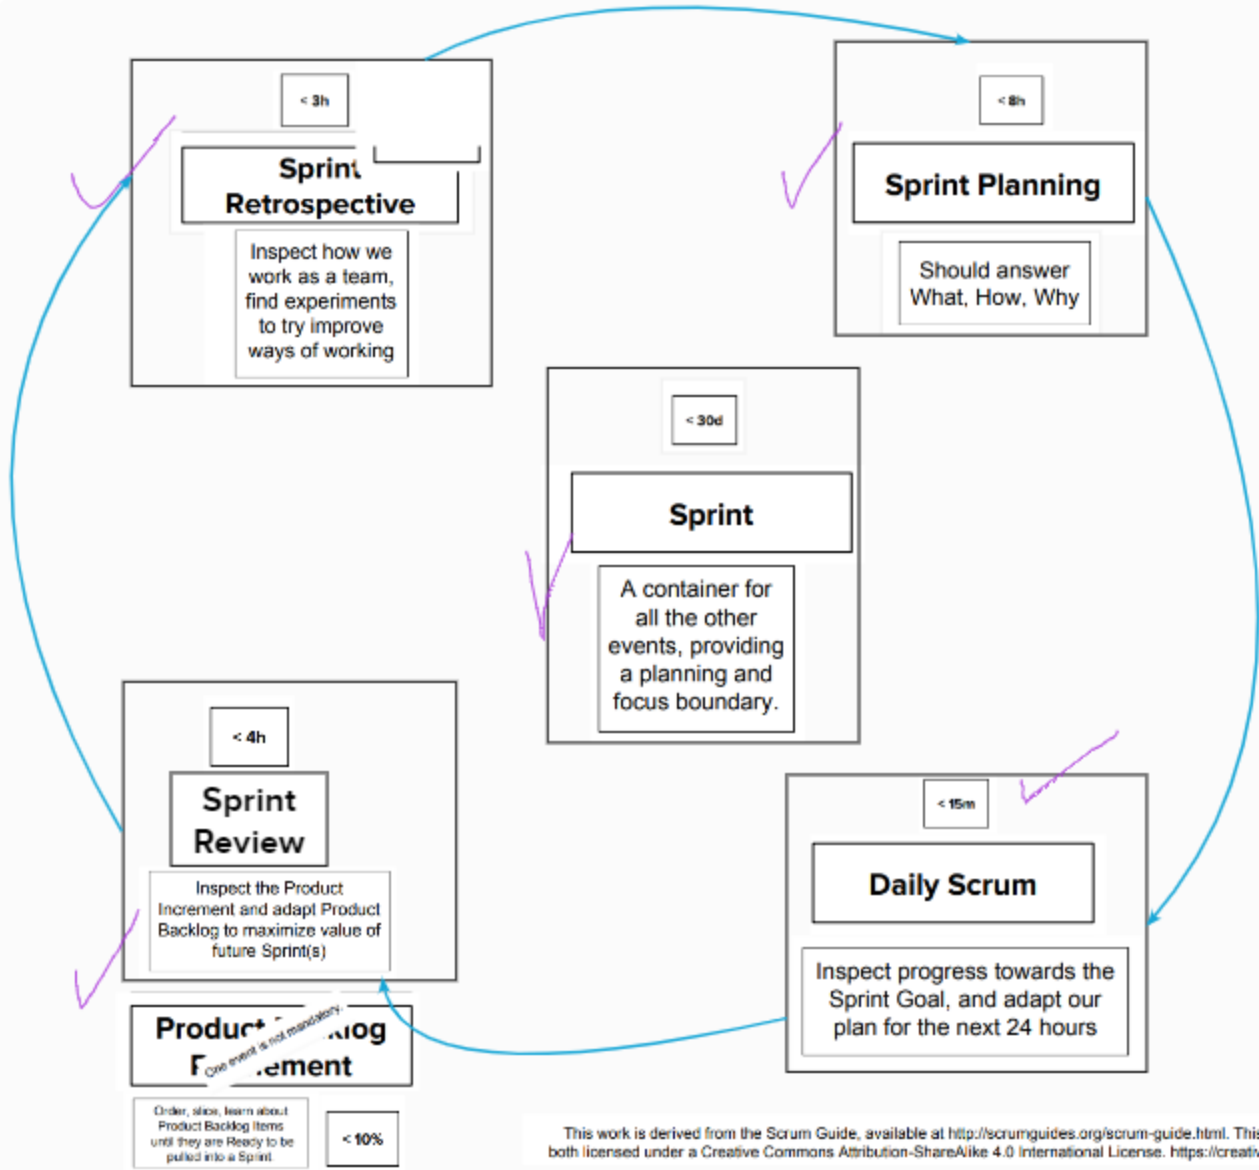 < 3h
Sprint
Retrospective
Inspect how we
work as a team,
find experiments
to try improve
ways of working
< 8h
Sprint Planning
Should answer
What, How, Why
< 30d
Sprint
A container for
all the other
events, providing
a planning and
focus boundary.
< 4h
Sprint
Review
Inspect the Product
Increment and adapt Product
Backlog to maximize value of
future Sprint(s)
< 15m
Daily Scrum
Inspect progress towards the
Sprint Goal, and adapt our
plan for the next 24 hours
Product
One event is not mandatory.
Order, slice, learn about
Product Backlog Items
until they are Ready to be
pulled into a Sprint
< 10%
This work is derived from the Scrum Guide, available at http://scrumguides.org/scrum-guide.html. This
both licensed under a Creative Commons Attribution-ShareAlike 4.0 International License. https://creati